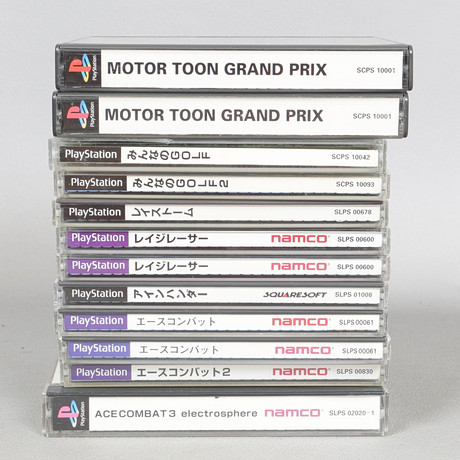 PlayStation MOTOR TOON GRAND PRIX SCPS 10001
PlayStation MOTOR TOON GRAND PRIX SCPS 10001
PlayStation みんなのGOLF SCPS 10042
PlayStation みんなのGOLF2 SCPS 10093
PlayStation レイストーム SLPS 00678
PlayStation レイジレーサー namco SLPS 00600
PlayStation レイジレーサー namco SLPS 00600
PlayStation アインハンダー SQUARESOFT SLPS 01008
PlayStation エースコンバット namco SLPS 00061
PlayStation エースコンバット namco SLPS 00061
PlayStation エースコンバット2 namco SLPS 00830
PlayStation ACECOMBAT3 electrosphere namco SLPS 02020-1